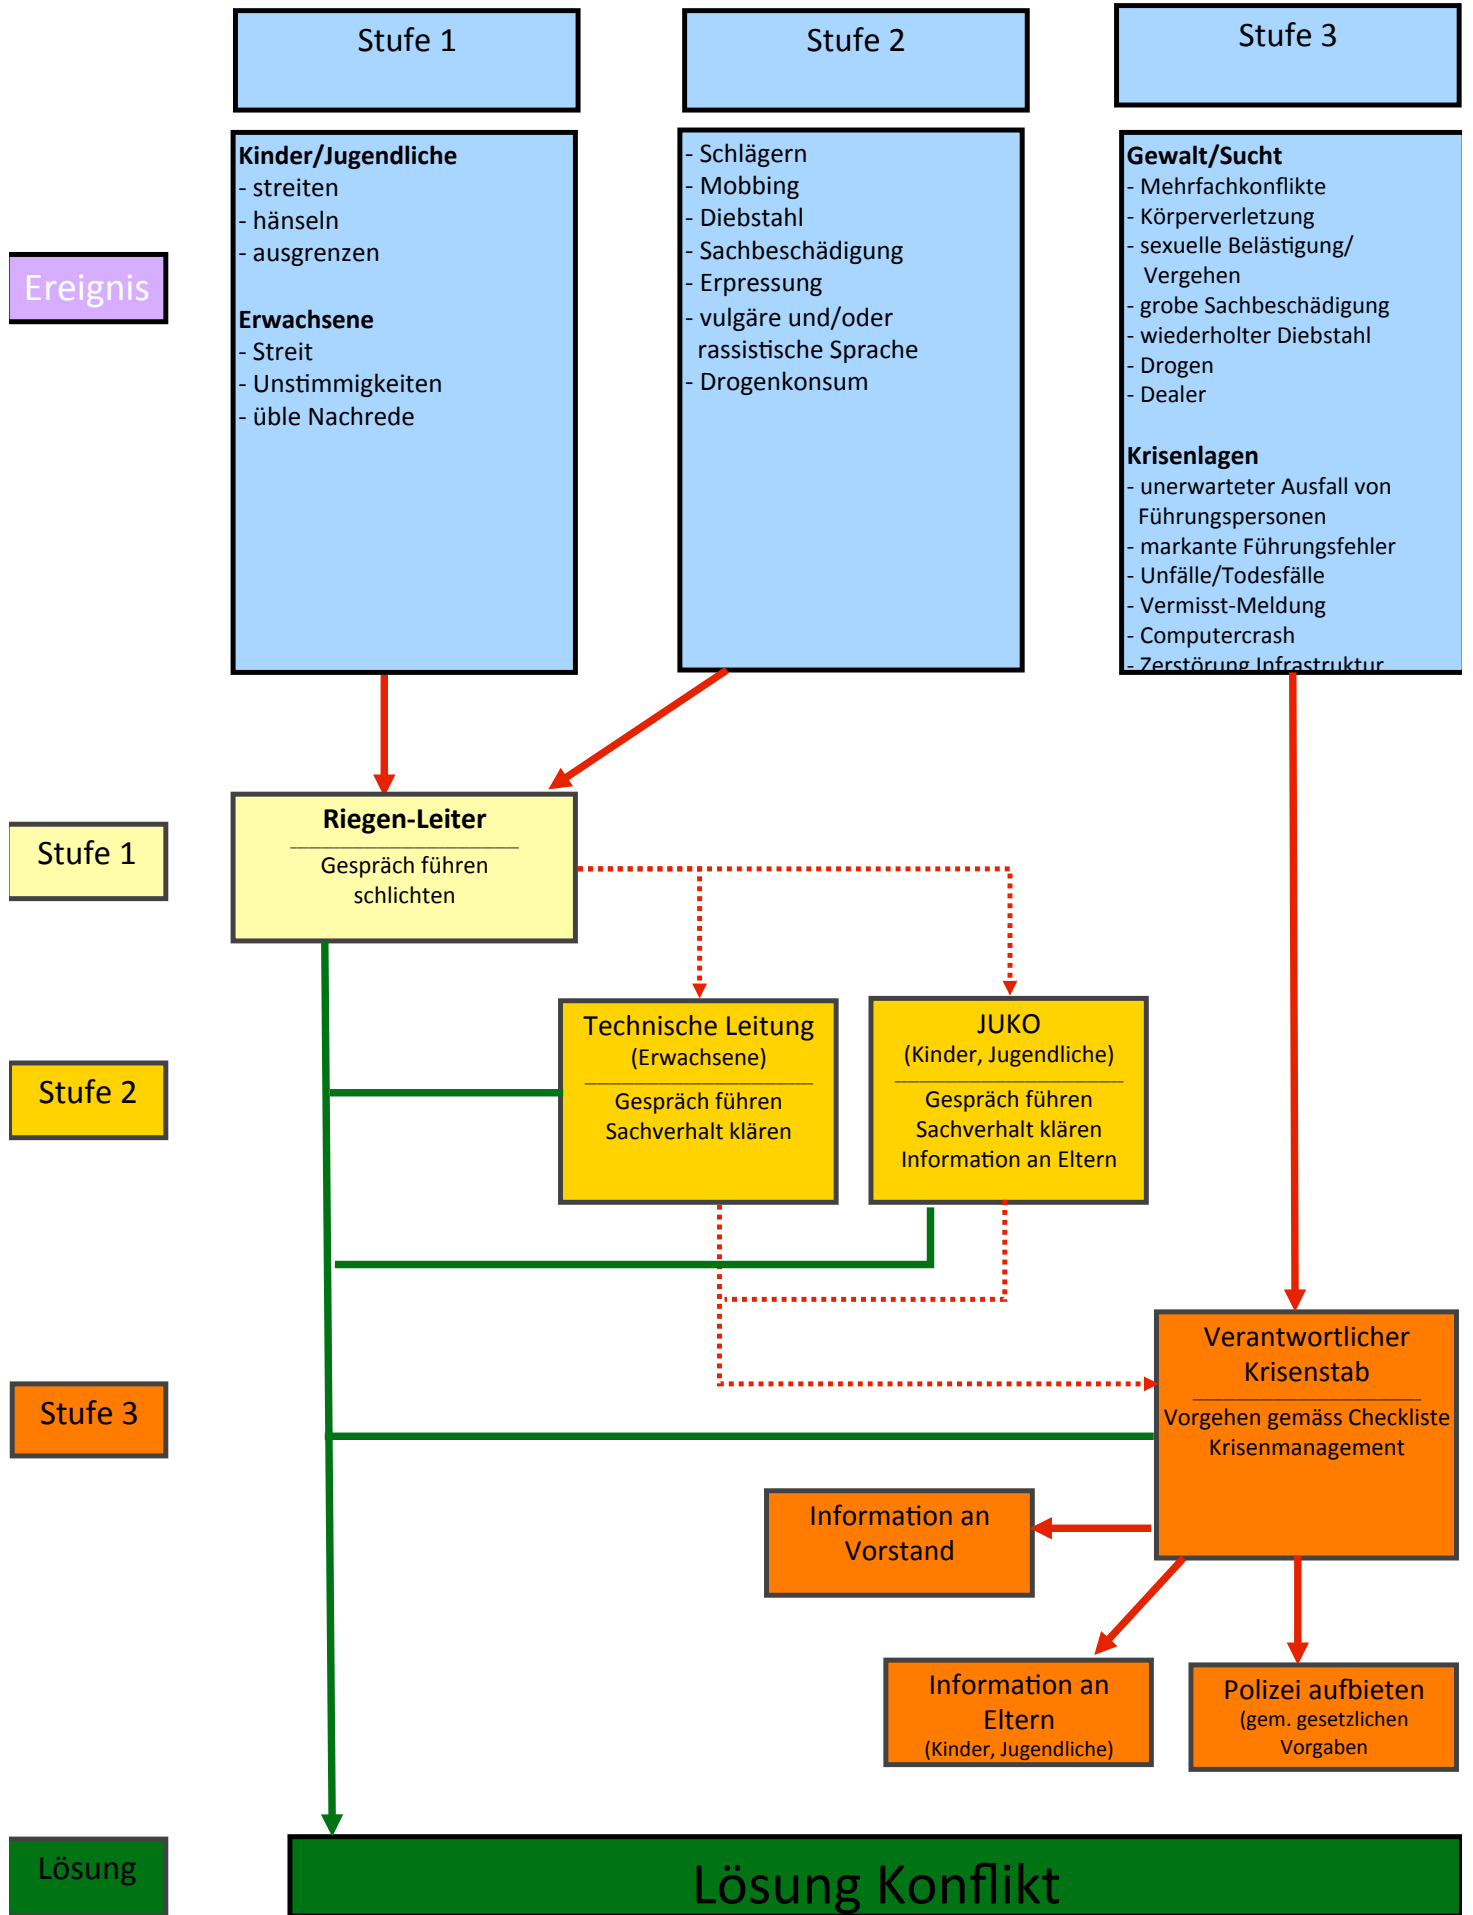 Stufe 1
Stufe 2
Stufe 3
Ereignis
Kinder/Jugendliche
- streiten
- hänseln
- ausgrenzen
Erwachsene
- Streit
- Unstimmigkeiten
- üble Nachrede
- Schlägern
- Mobbing
- Diebstahl
- Sachbeschädigung
- Erpressung
- vulgäre und/oder
rassistische Sprache
- Drogenkonsum
Gewalt/Sucht
- Mehrfachkonflikte
- Körperverletzung
- sexuelle Belästigung/
Vergehen
- grobe Sachbeschädigung
- wiederholter Diebstahl
- Drogen
- Dealer
Krisenlagen
- unerwarteter Ausfall von
Führungspersonen
- markante Führungsfehler
- Unfälle/Todesfälle
- Vermisst-Meldung
- Computercrash
- Zerstörung Infrastruktur
Stufe 1
Riegen-Leiter
Gespräch führen
schlichten
Stufe 2
Technische Leitung
(Erwachsene)
Gespräch führen
Sachverhalt klären
JUKO
(Kinder, Jugendliche)
Gespräch führen
Sachverhalt klären
Information an Eltern
Stufe 3
Verantwortlicher
Krisenstab
Vorgehen gemäss Checkliste
Krisenmanagement
Information an
Vorstand
Information an
Eltern
(Kinder, Jugendliche)
Polizei aufbieten
(gem. gesetzlichen
Vorgaben
Lösung
Lösung Konflikt